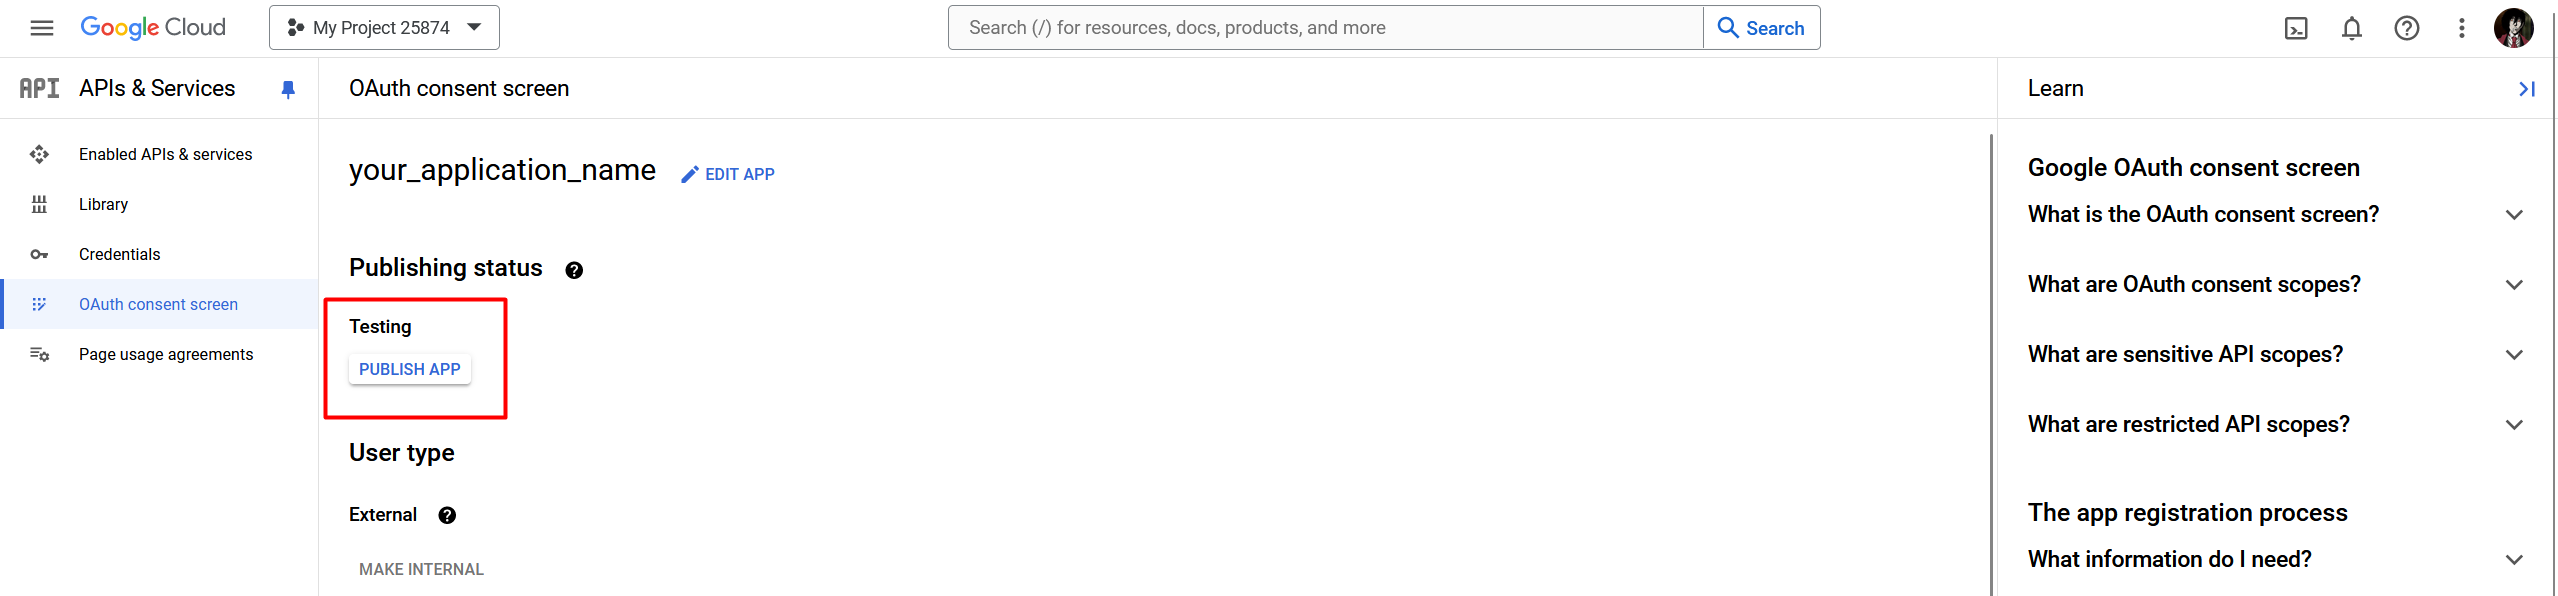 Google Cloud
My Project 25874
Search (/) for resources, docs, products, and more
Search
API
APIs & Services
Enabled APIs & services
Library
Credentials
OAuth consent screen
Page usage agreements
OAuth consent screen
your_application_name
EDIT APP
Publishing status
Testing
PUBLISH APP
User type
External
MAKE INTERNAL
Learn
Google OAuth consent screen
What is the OAuth consent screen?
What are OAuth consent scopes?
What are sensitive API scopes?
What are restricted API scopes?
The app registration process
What information do I need?